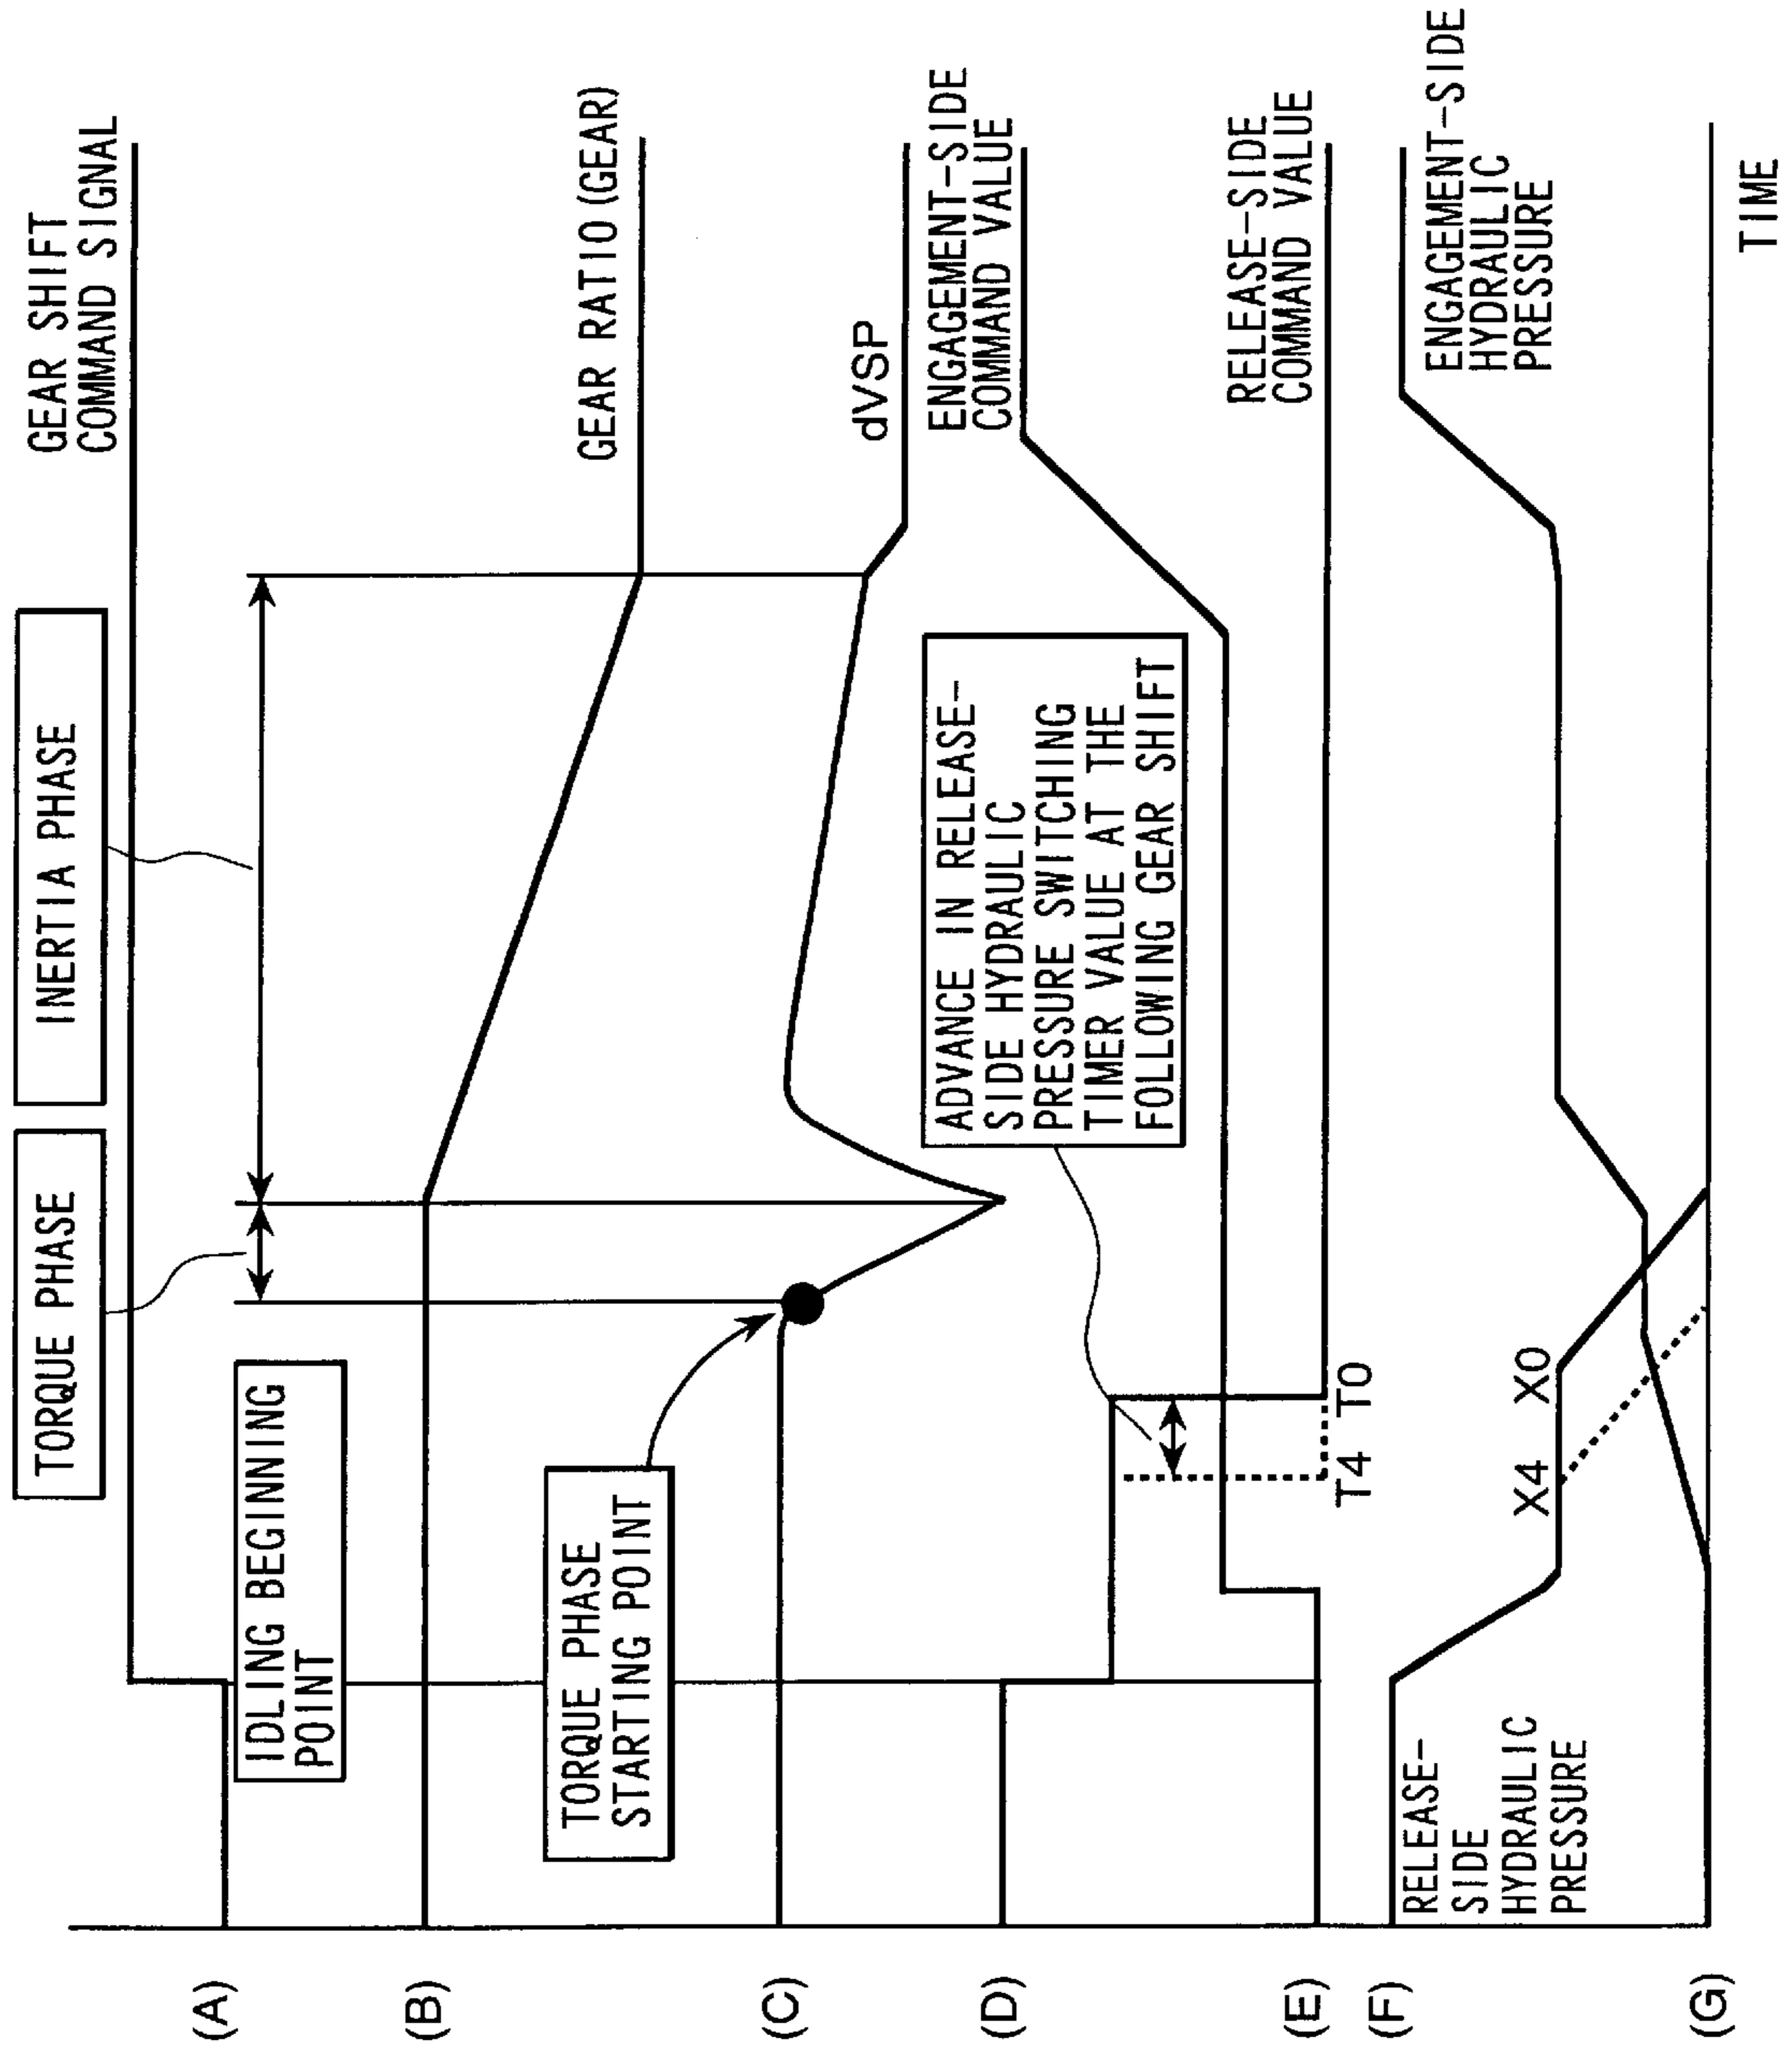 GEAR SHIFT
COMMAND SIGNAL
INERTIA PHASE
TORQUE PHASE
(A)
IDLING BEGINNING
POINT
(B)
GEAR RATIO(GEAR)
TORQUE PHASE
STARTING POINT
(C)
dVSP
ENGAGEMENT-SIDE
COMMAND VALUE
(D)
ADVANCE IN RELEASE-
SIDE HYDRAULIC
PRESSURE SWITCHING
TIMER VALUE AT THE
FOLLOWING GEAR SHIFT
RELEASE-SIDE
COMMAND VALUE
(E)
T4 T0
(F)
RELEASE-
SIDE
HYDRAULIC
PRESSURE
X4 X0
ENGAGEMENT-SIDE
HYDRAULIC
PRESSURE
(G)
TIME